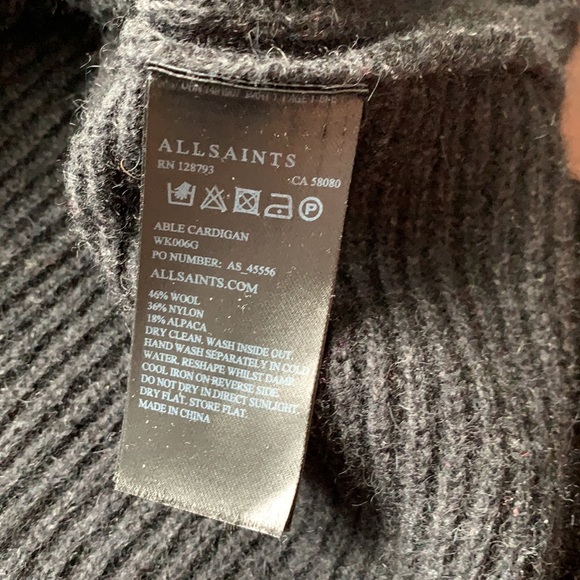 ALLSAINTS
RN 128793
CA 58080
P
ABLE CARDIGAN
WK006G
PO NUMBER: AS_45556
ALLSAINTS.COM
46% WOOL
36% NYLON
18% ALPACA
DRY CLEAN. WASH INSIDE OUT.
HAND WASH SEPARATELY IN COLD
WATER. RESHAPE WHILST DAMP.
COOL IRON ON REVERSE SIDE.
DO NOT DRY IN DIRECT SUNLIGHT.
DRY FLAT. STORE FLAT.
MADE IN CHINA